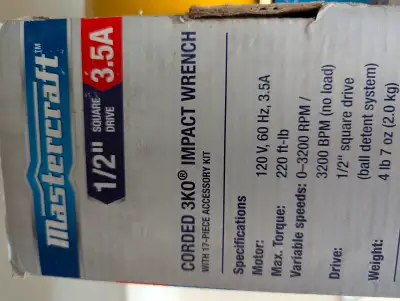 Mastercraft™
1/2" SQUARE DRIVE 3.5A
CORDED 3KO® IMPACT WRENCH
WITH 17-PIECE ACCESSORY KIT
Specifications
Motor: 120 V, 60 Hz, 3.5A
Max. Torque: 220 ft-lb
Variable speeds: 0–3200 RPM /
3200 BPM (no load)
Drive: 1/2" square drive
(ball detent system)
Weight: 4 lb 7 oz (2.0 kg)